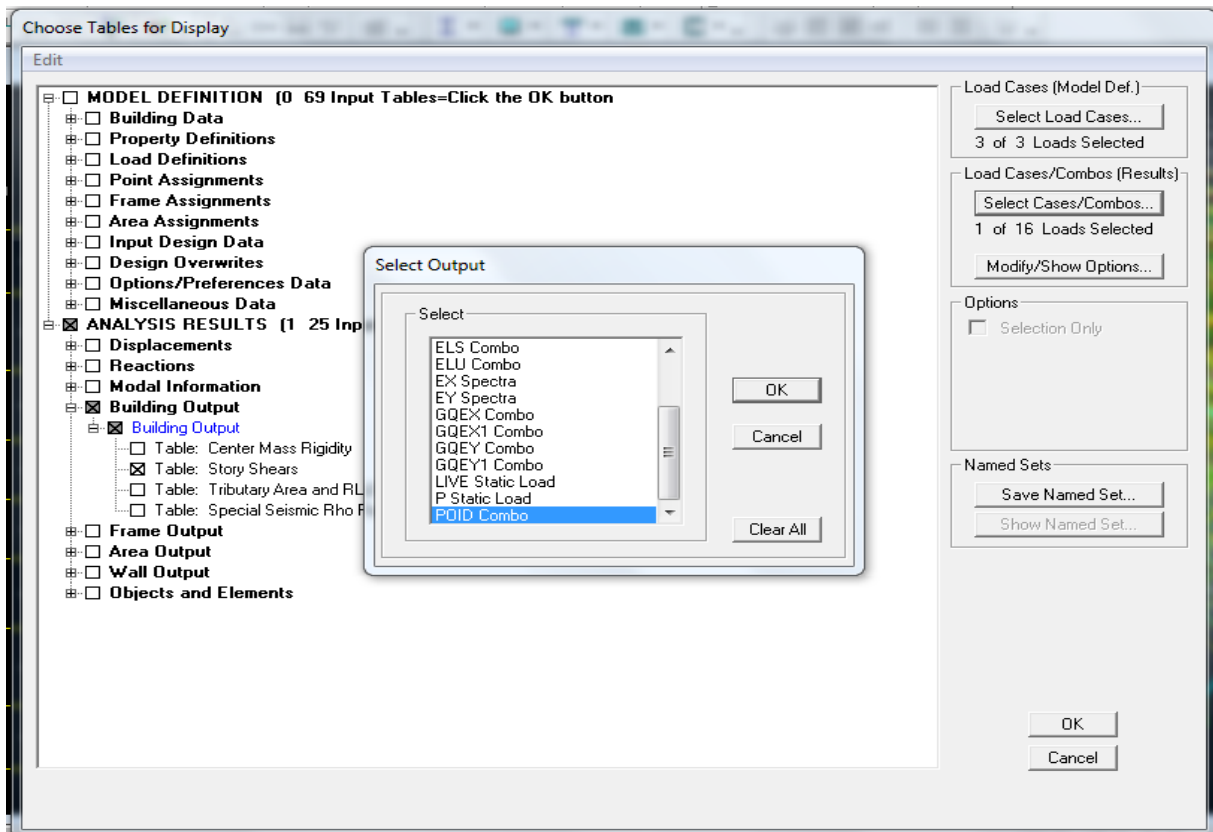 Choose Tables for Display
Edit
MODEL DEFINITION (0 69 Input Tables=Click the OK button
Building Data
Property Definitions
Load Definitions
Point Assignments
Frame Assignments
Area Assignments
Input Design Data
Design Overwrites
Options/Preferences Data
Miscellaneous Data
ANALYSIS RESULTS (1 25 Inp
Displacements
Reactions
Modal Information
Building Output
Building Output
Table: Center Mass Rigidity
Table: Story Shears
Table: Tributary Area and RL
Table: Special Seismic Rho F
Frame Output
Area Output
Wall Output
Objects and Elements
Select Output
Select
ELS Combo
ELU Combo
EX Spectra
EY Spectra
GQEX Combo
GQEX1 Combo
GQEY Combo
GQEY1 Combo
LIVE Static Load
P Static Load
POID Combo
OK
Cancel
Clear All
Load Cases (Model Def.)
Select Load Cases...
3 of 3 Loads Selected
Load Cases/Combos (Results)
Select Cases/Combos...
1 of 16 Loads Selected
Modify/Show Options...
Options
Selection Only
Named Sets
Save Named Set...
Show Named Set...
OK
Cancel